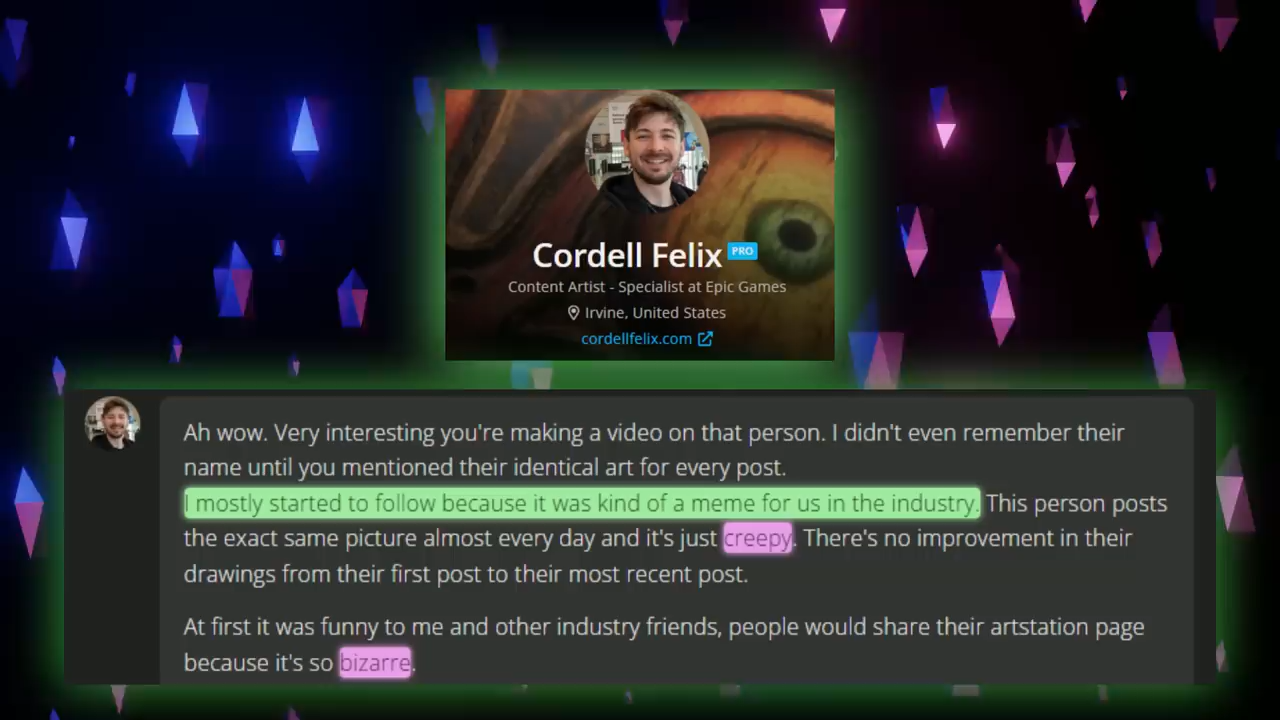 Cordell Felix PRO
Content Artist - Specialist at Epic Games
Irvine, United States
cordellfelix.com
Ah wow. Very interesting you're making a video on that person. I didn't even remember their
name until you mentioned their identical art for every post.
I mostly started to follow because it was kind of a meme for us in the industry. This person posts
the exact same picture almost every day and it's just creepy. There's no improvement in their
drawings from their first post to their most recent post.
At first it was funny to me and other industry friends, people would share their artstation page
because it's so bizarre.